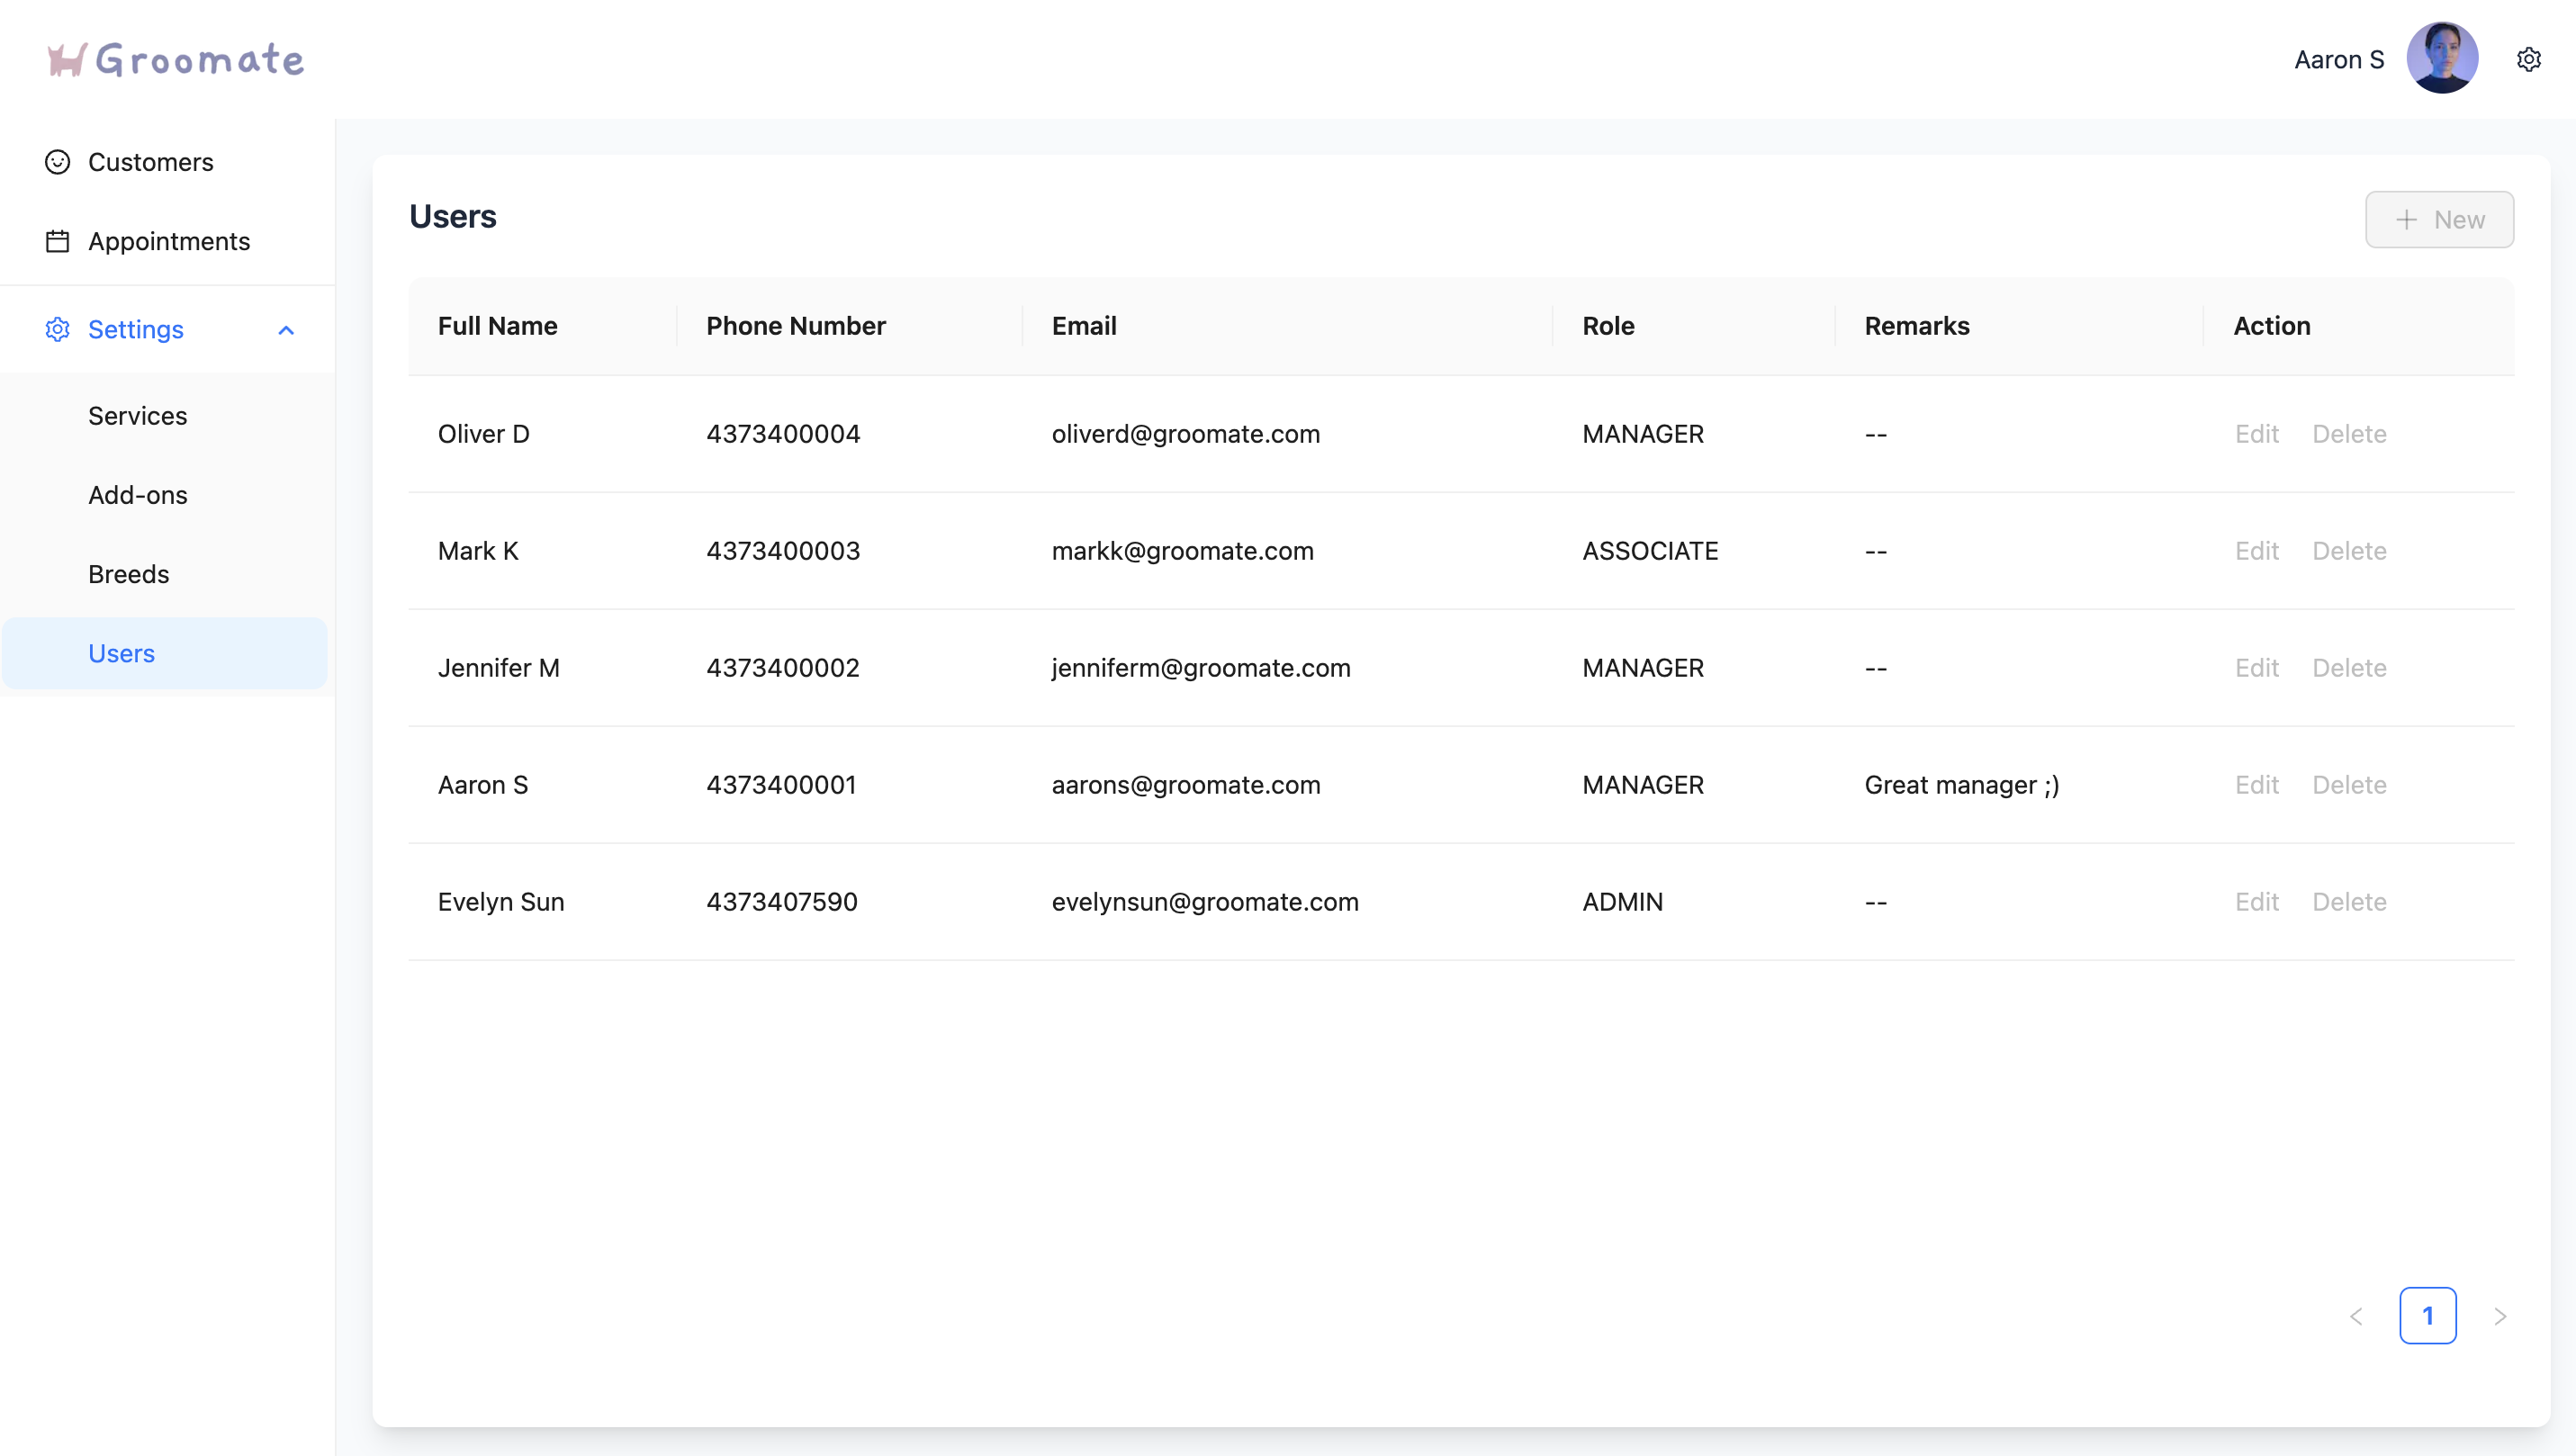 Groomate
Aaron S
Customers
Appointments
Settings
Services
Add-ons
Breeds
Users
Users
New
Full Name Phone Number Email Role Remarks Action
Oliver D 4373400004 oliverd@groomate.com MANAGER -- Edit Delete
Mark K 4373400003 markk@groomate.com ASSOCIATE -- Edit Delete
Jennifer M 4373400002 jenniferm@groomate.com MANAGER -- Edit Delete
Aaron S 4373400001 aarons@groomate.com MANAGER Great manager ;) Edit Delete
Evelyn Sun 4373407590 evelynsun@groomate.com ADMIN -- Edit Delete
1